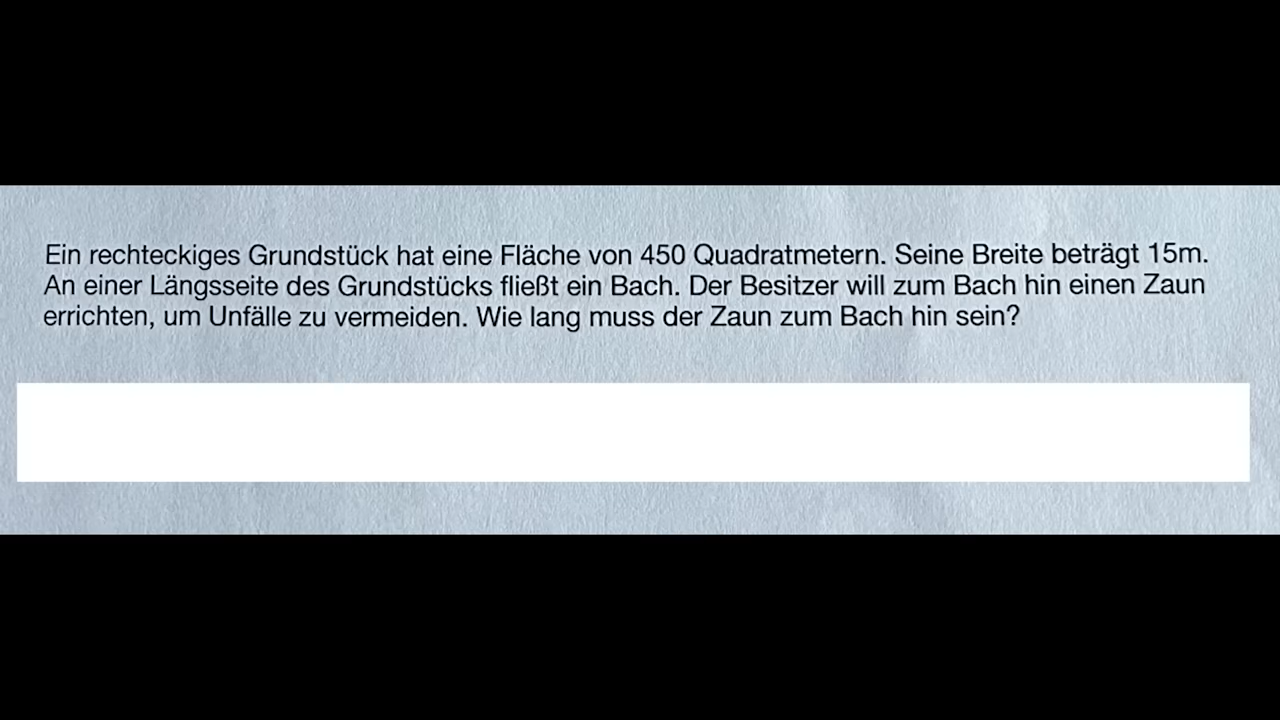 Ein rechteckiges Grundstück hat eine Fläche von 450 Quadratmetern. Seine Breite beträgt 15m.
An einer Längsseite des Grundstücks fließt ein Bach. Der Besitzer will zum Bach hin einen Zaun
errichten, um Unfälle zu vermeiden. Wie lang muss der Zaun zum Bach hin sein?